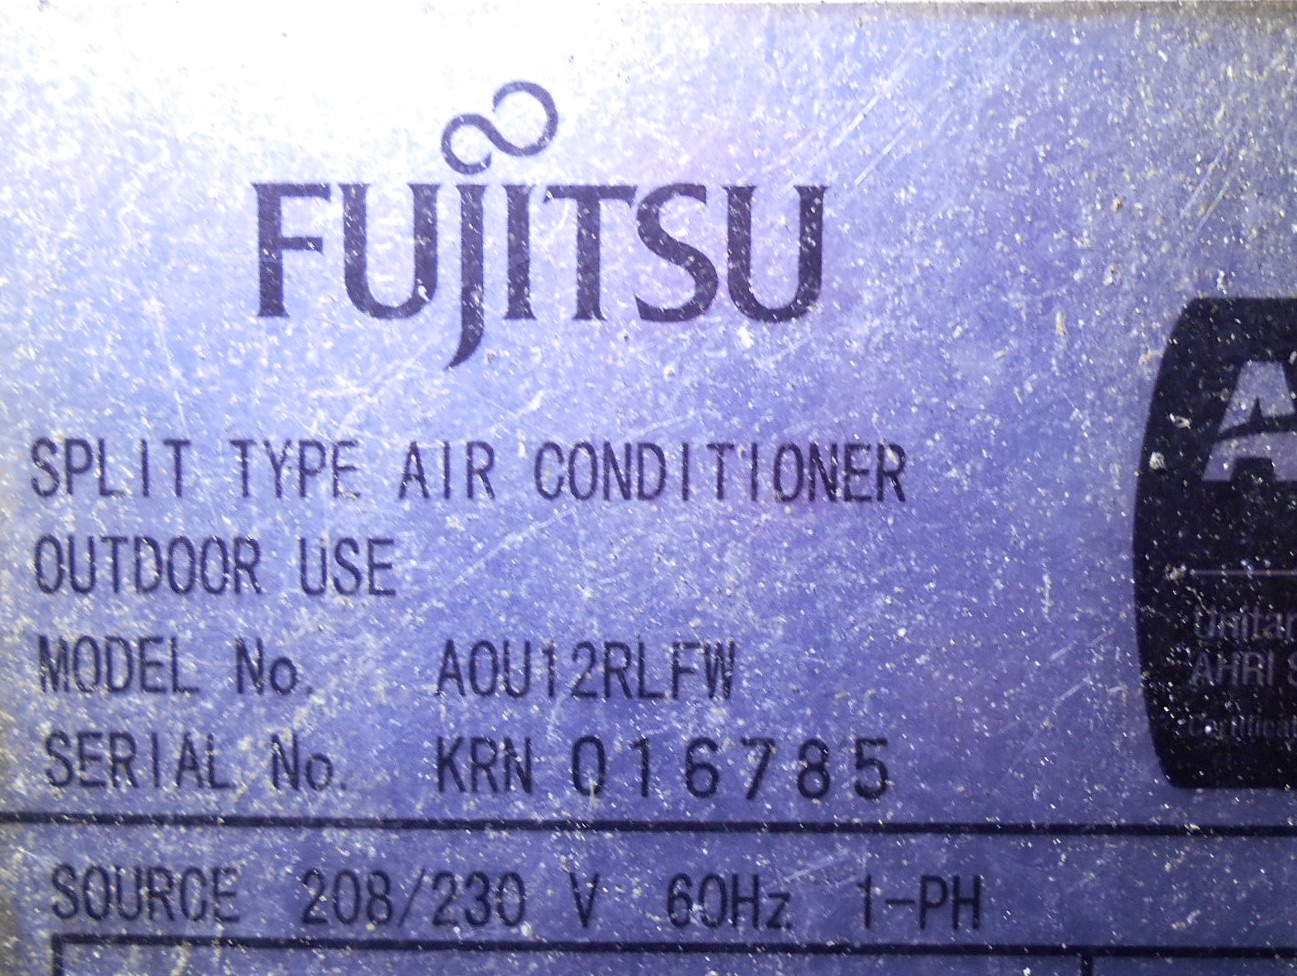 FUJITSU
SPLIT TYPE AIR CONDITIONER
OUTDOOR USE
MODEL No. AOU12RLFW
SERIAL No. KRN 016785
SOURCE 208/230 V 60Hz 1-PH
AHRI